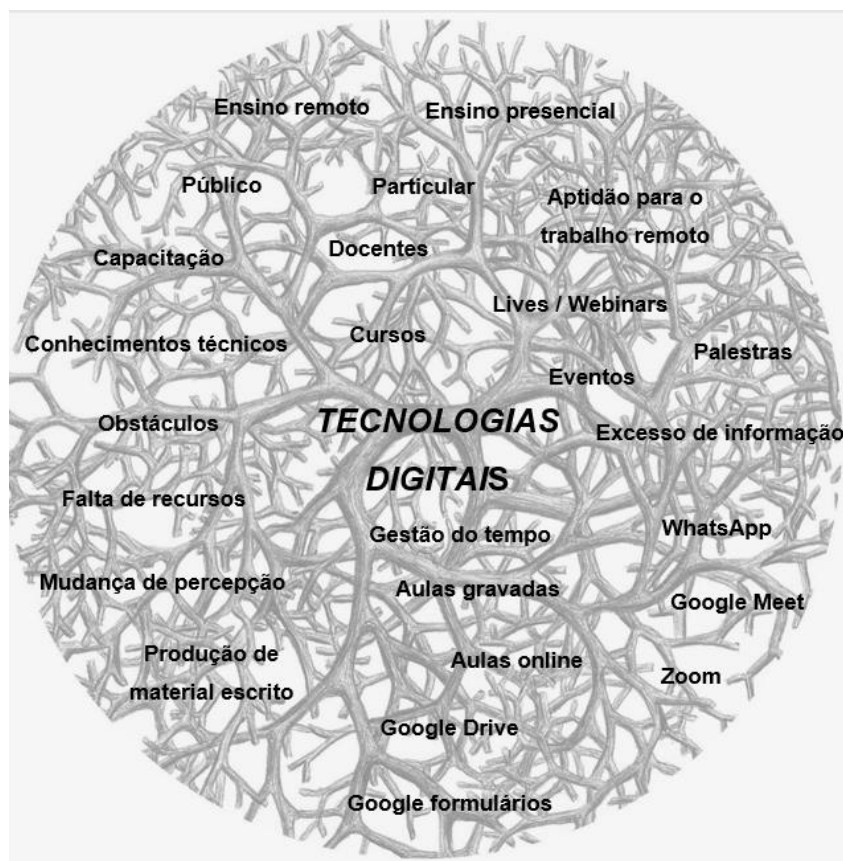 Ensino remoto
Ensino presencial
Público
Particular
Aptidão para o
trabalho remoto
Docentes
Capacitação
Lives / Webinars
Cursos
Conhecimentos técnicos
Palestras
Eventos
Obstáculos
TECNOLOGIAS
DIGITAIS
Excesso de informação
Falta de recursos
Gestão do tempo
WhatsApp
Mudança de percepção
Aulas gravadas
Google Meet
Produção de
material escrito
Aulas online
Zoom
Google Drive
Google formulários